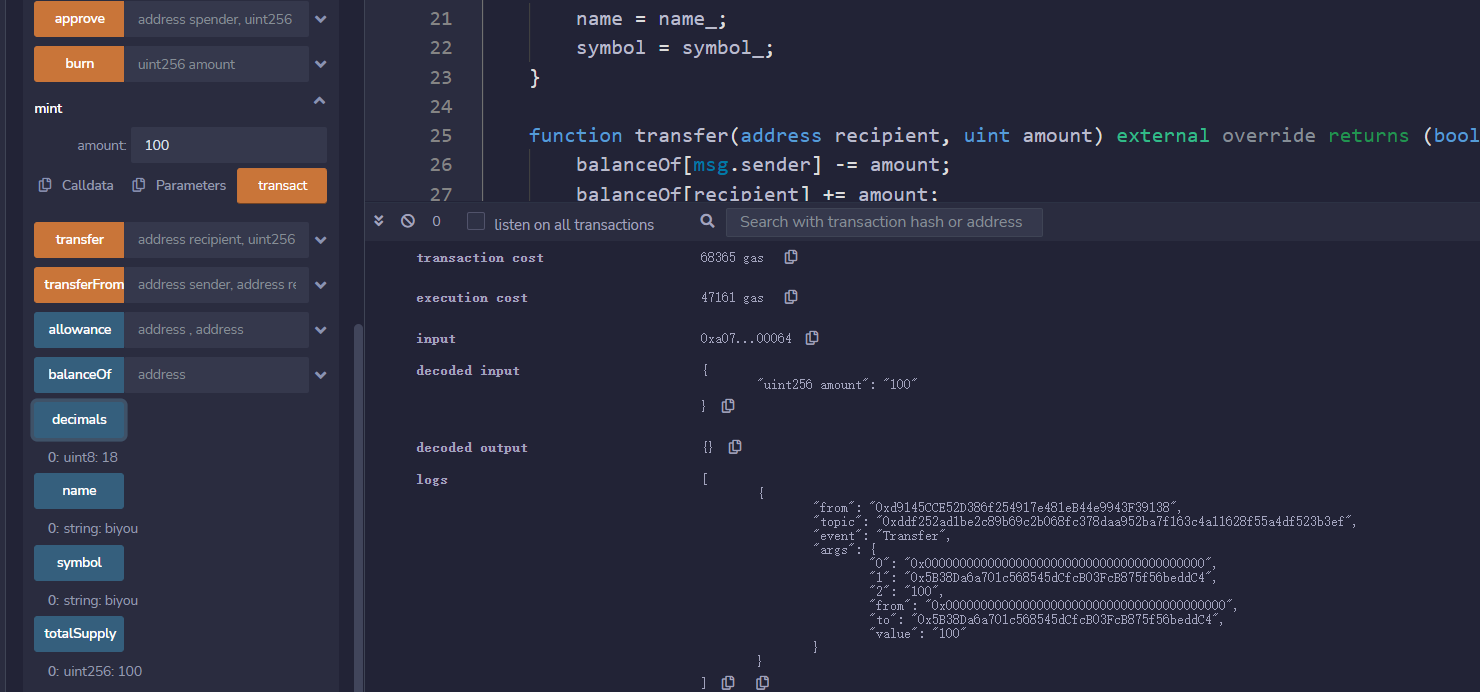 approve address spender, uint256
burn uint256 amount
mint
amount: 100
Calldata Parameters transact
transfer address recipient, uint256
transferFrom address sender, address re
allowance address , address
balanceOf address
decimals
0: uint8: 18
name
0: string: biyou
symbol
0: string: biyou
totalSupply
0: uint256: 100
21 name = name_;
22 symbol = symbol_;
23 }
24
25 function transfer(address recipient, uint amount) external override returns (bool
26 balanceOf[msg.sender] -= amount;
27 balanceOf[recipient] += amount;
0 listen on all transactions Search with transaction hash or address
transaction cost 68365 gas
execution cost 47161 gas
input 0xa07...00064
decoded input {
"uint256 amount": "100"
}
decoded output {}
logs [
{
"from": "0xd9145CCE52D386f254917e481eB44e9943F39138",
"topic": "0xddf252ad1be2c89b69c2b068fc378daa952ba7f163c4a11628f55a4df523b3ef",
"event": "Transfer",
"args": {
"0": "0x0000000000000000000000000000000000000000",
"1": "0x5B38Da6a701c568545dCfcB03FcB875f56beddC4",
"2": "100",
"from": "0x0000000000000000000000000000000000000000",
"to": "0x5B38Da6a701c568545dCfcB03FcB875f56beddC4",
"value": "100"
}
}
]